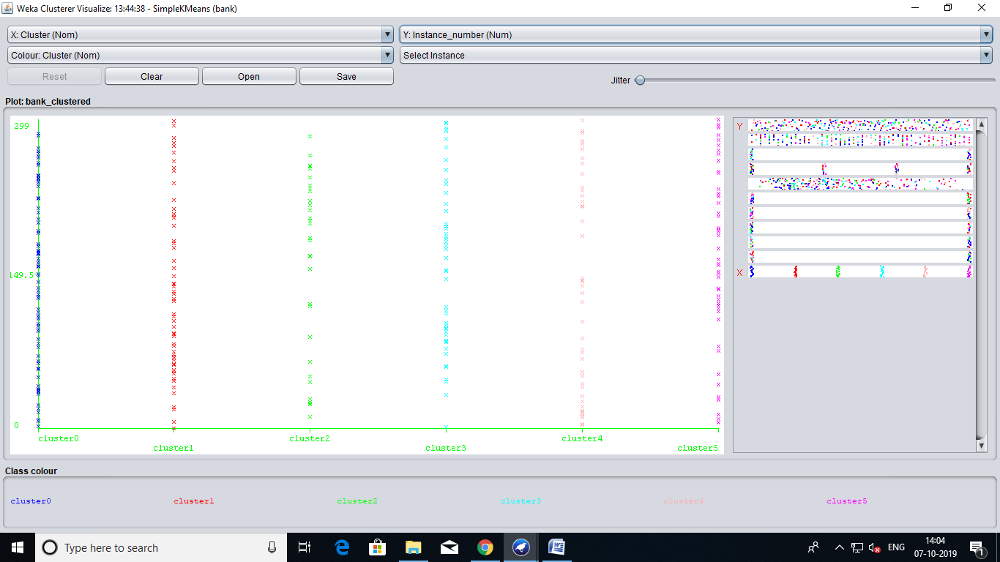 Weka Clusterer Visualize: 13:44:38 - SimpleKMeans (bank)
X: Cluster (Nom)
Y: Instance_number (Num)
Colour: Cluster (Nom)
Select Instance
Reset
Clear
Open
Save
Jitter
Plot: bank_clustered
299
149.5
0
cluster0
cluster1
cluster2
cluster3
cluster4
cluster5
Y
X
Class colour
cluster0
cluster1
cluster2
cluster3
cluster4
cluster5
Type here to search
ENG
14:04
07-10-2019
1